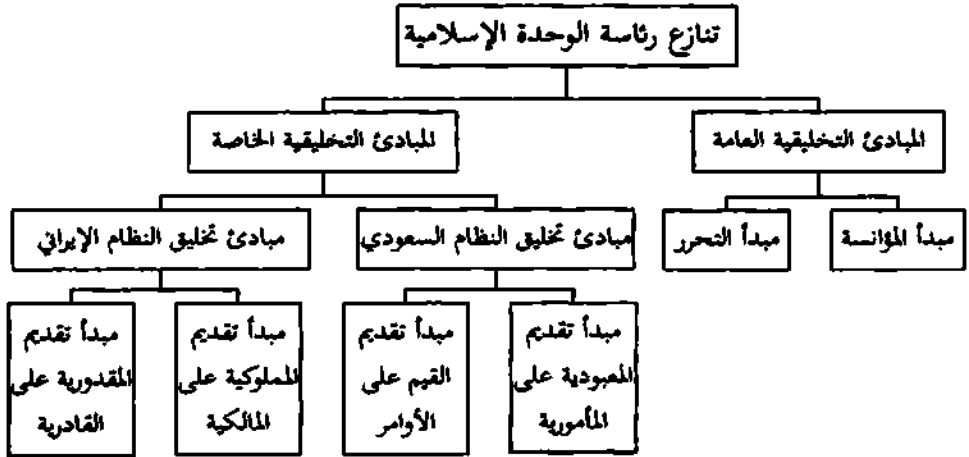 تنازع رئاسة الوحدة الإسلامية
المبادئ التخليقية العامة
المبادئ التخليقية الخاصة
مبدأ المؤانسة
مبدأ التحرر
مبادئ تخليق النظام السعودي
مبادئ تخليق النظام الإيراني
مبدأ تقديم
المعبودية على
المأمورية
مبدأ تقديم
القيم على
الأوامر
مبدأ تقديم
المملوكية على
المالكية
مبدأ تقديم
المقدورية على
القادرية